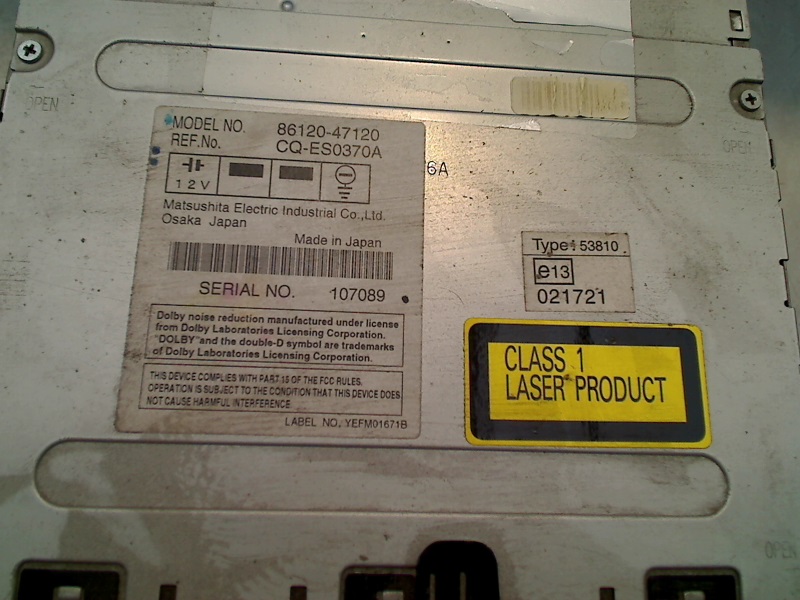 OPEN
OPEN
MODEL NO. 86120-47120
REF.No. CQ-ES0370A
12V
6A
Matsushita Electric Industrial Co.,Ltd.
Osaka Japan
Made in Japan
SERIAL NO. 107089
Type: 53810
e13
021721
Dolby noise reduction manufactured under license
from Dolby Laboratories Licensing Corporation.
"DOLBY"and the double-D symbol are trademarks
of Dolby Laboratories Licensing Corporation.
THIS DEVICE COMPLIES WITH PART 15 OF THE FCC RULES.
OPERATION IS SUBJECT TO THE CONDITION THAT THIS DEVICE DOES
NOT CAUSE HARMFUL INTERFERENCE.
LABEL NO, YEFM01671B
CLASS 1
LASER PRODUCT
OPEN